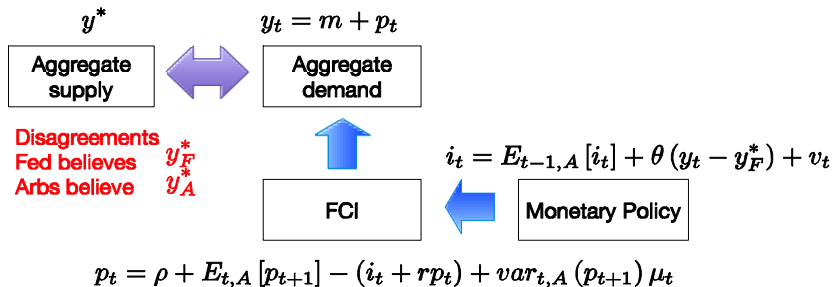 y* y_t = m + p_t
Aggregate supply Aggregate demand
Disagreements
Fed believes y*_F
Arbs believe y*_A
i_t = E_{t-1,A} [i_t] + θ (y_t − y*_F) + v_t
FCI Monetary Policy
p_t = ρ + E_{t,A} [p_{t+1}] − (i_t + rp_t) + var_{t,A} (p_{t+1}) μ_t